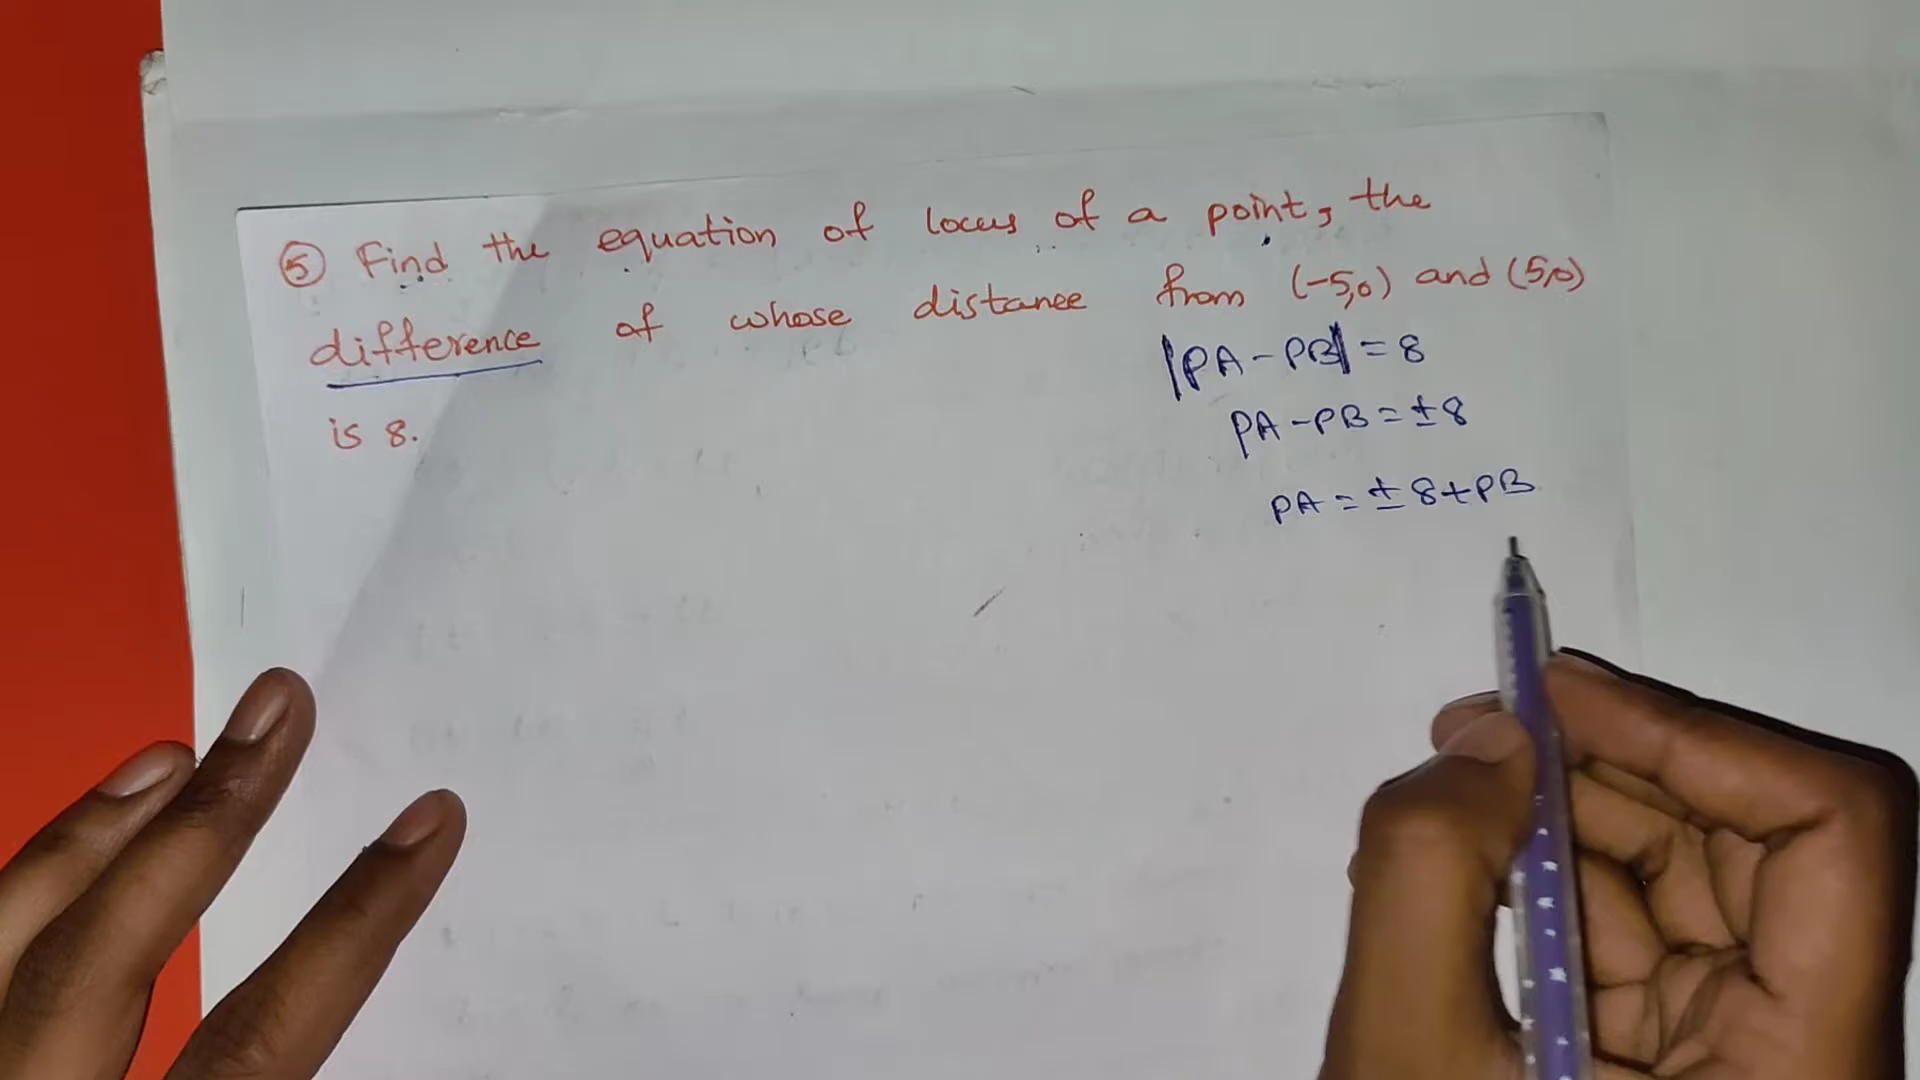 ⑤ Find the equation of locus of a point, the
difference of whose distance from (-5,0) and (5,0)
is 8.
|PA - PB| = 8
PA - PB = ± 8
PA = ± 8 + PB